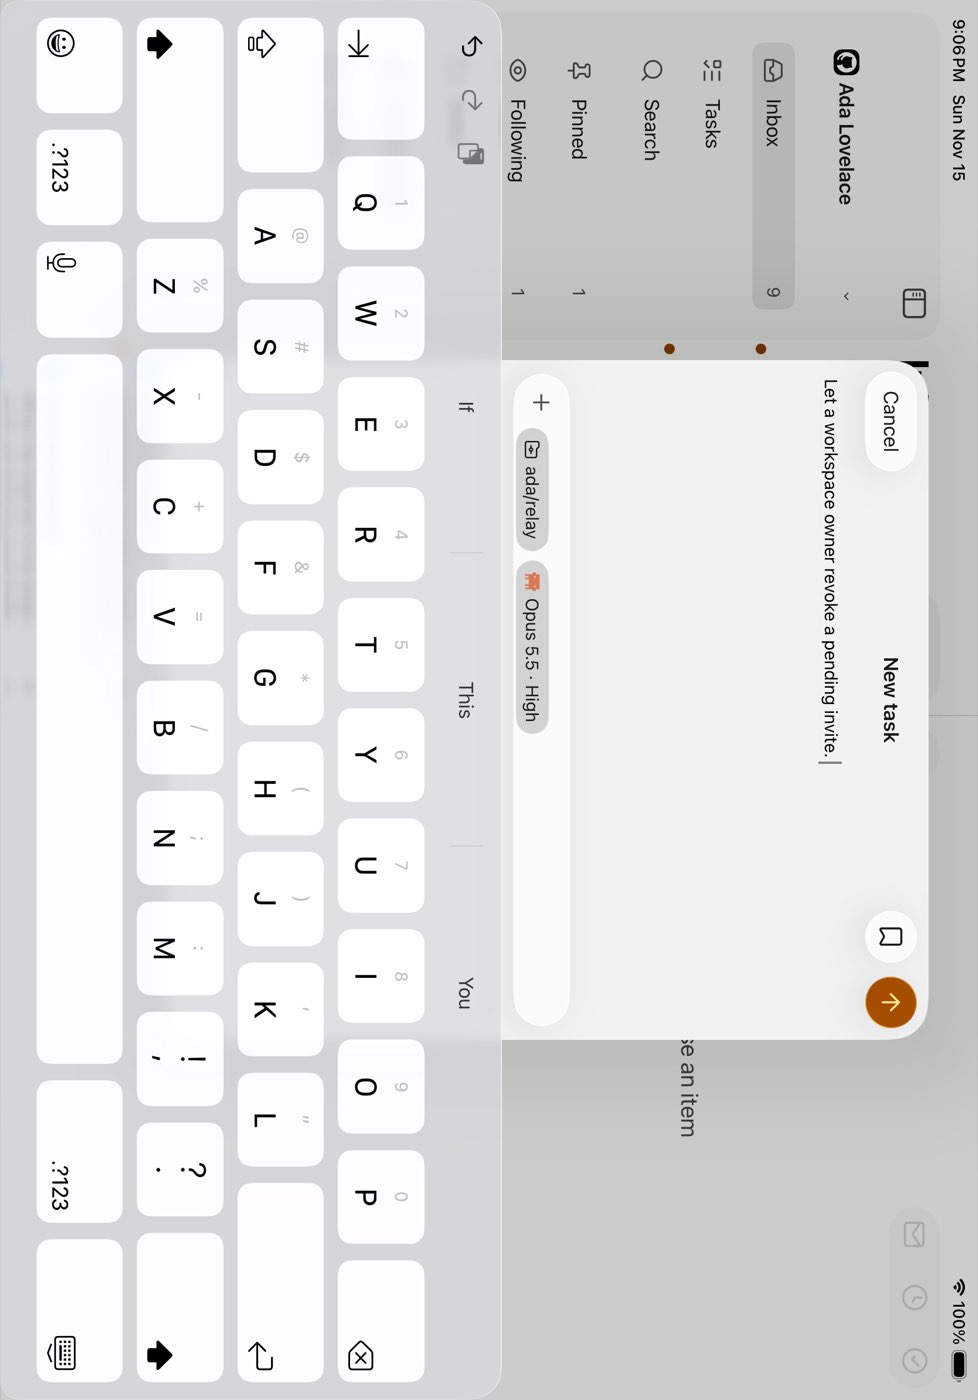 9:06 PM Sun Nov 15
100%
Cancel
New task
Ada Lovelace
Let a workspace owner revoke a pending invite.
Inbox 9
Tasks
Search
an item
Pinned 1
Following 1
ada/relay
Opus 5.5 · High
If This You
1 2 3 4 5 6 7 8 9 0
Q W E R T Y U I O P
@ # $ & * ( ) ' "
A S D F G H J K L
% - + = / ; : ! ?
Z X C V B N M , .
.?123 .?123